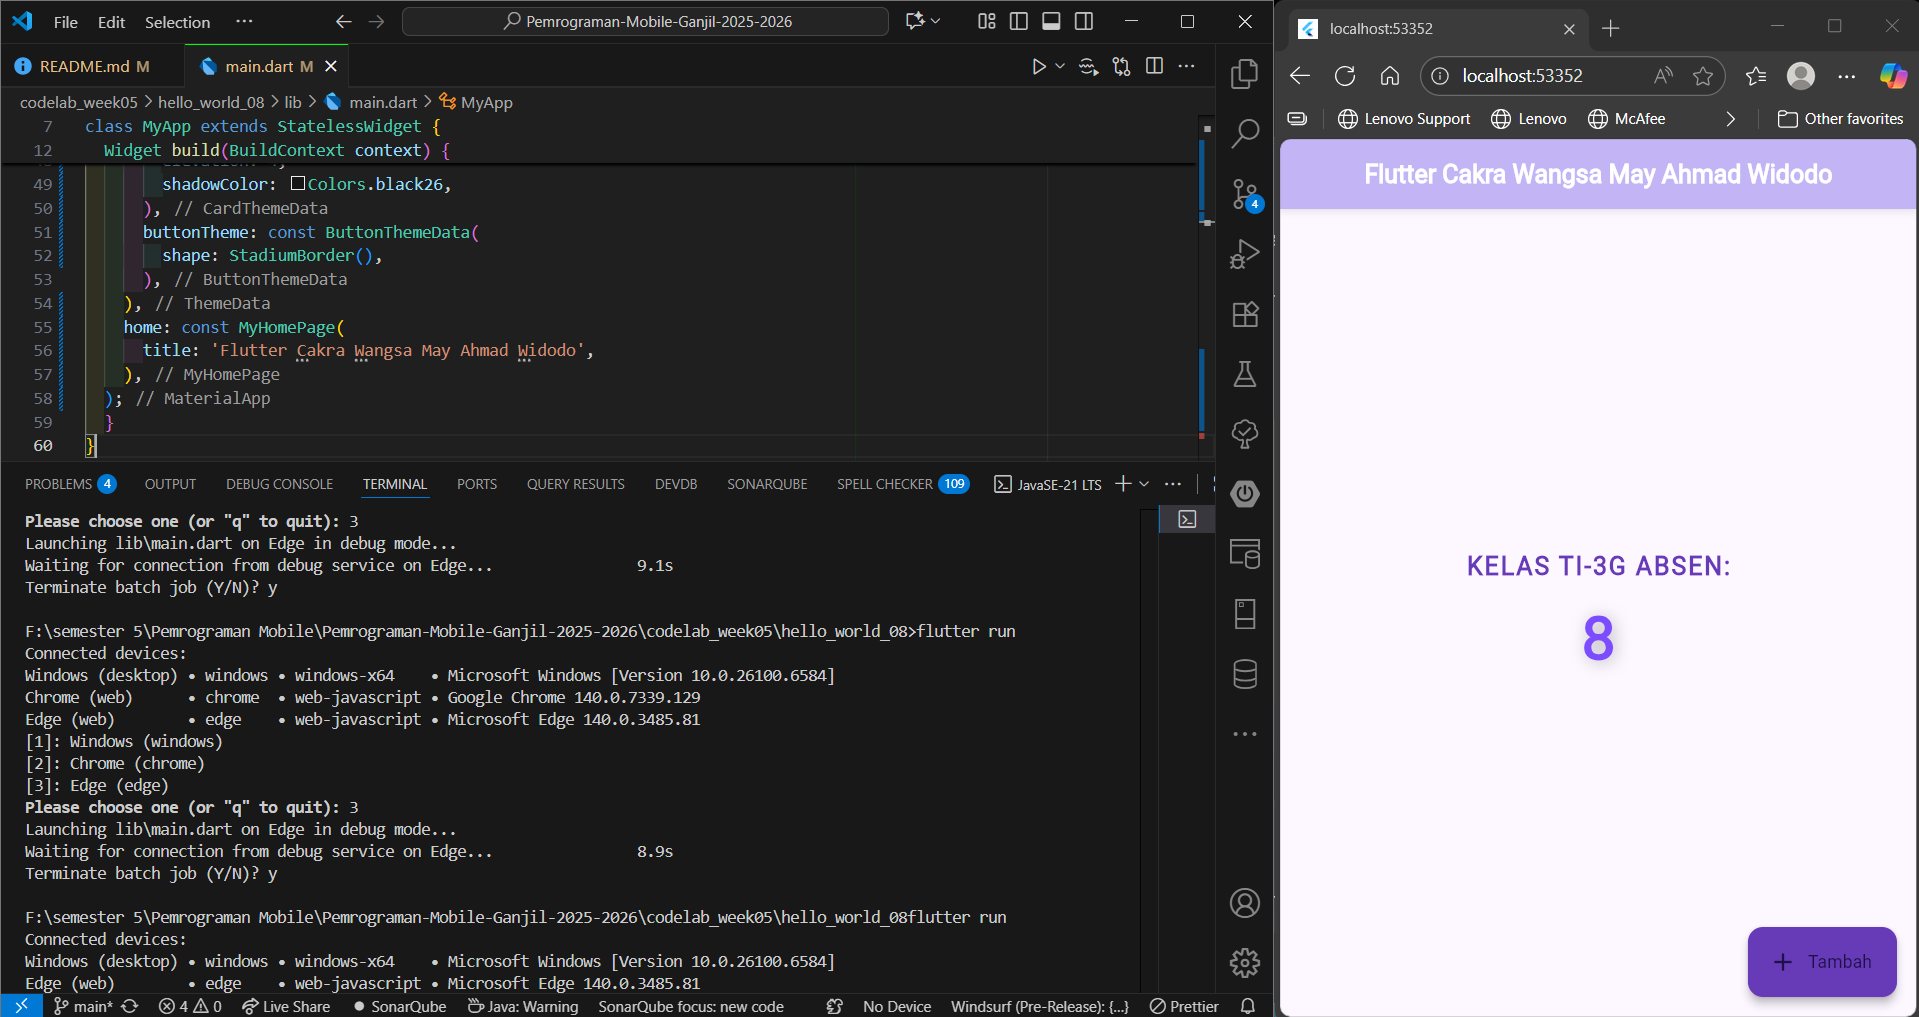 File Edit Selection ··· Pemrograman-Mobile-Ganjil-2025-2026
README.md M main.dart M
codelab_week05 > hello_world_08 > lib > main.dart > MyApp
7 class MyApp extends StatelessWidget {
12 Widget build(BuildContext context) {
49 shadowColor: Colors.black26,
50 ), // CardThemeData
51 buttonTheme: const ButtonThemeData(
52 shape: StadiumBorder(),
53 ), // ButtonThemeData
54 ), // ThemeData
55 home: const MyHomePage(
56 title: 'Flutter Cakra Wangsa May Ahmad Widodo',
57 ), // MyHomePage
58 ); // MaterialApp
59 }
60 }
4
PROBLEMS 4 OUTPUT DEBUG CONSOLE TERMINAL PORTS QUERY RESULTS DEVDB SONARQUBE SPELL CHECKER 109 JavaSE-21 LTS
Please choose one (or "q" to quit): 3
Launching lib\main.dart on Edge in debug mode...
Waiting for connection from debug service on Edge... 9.1s
Terminate batch job (Y/N)? y
F:\semester 5\Pemrograman Mobile\Pemrograman-Mobile-Ganjil-2025-2026\codelab_week05\hello_world_08>flutter run
Connected devices:
Windows (desktop) • windows • windows-x64 • Microsoft Windows [Version 10.0.26100.6584]
Chrome (web) • chrome • web-javascript • Google Chrome 140.0.7339.129
Edge (web) • edge • web-javascript • Microsoft Edge 140.0.3485.81
[1]: Windows (windows)
[2]: Chrome (chrome)
[3]: Edge (edge)
Please choose one (or "q" to quit): 3
Launching lib\main.dart on Edge in debug mode...
Waiting for connection from debug service on Edge... 8.9s
Terminate batch job (Y/N)? y
F:\semester 5\Pemrograman Mobile\Pemrograman-Mobile-Ganjil-2025-2026\codelab_week05\hello_world_08flutter run
Connected devices:
Windows (desktop) • windows • windows-x64 • Microsoft Windows [Version 10.0.26100.6584]
Edge (web) • edge • web-javascript • Microsoft Edge 140.0.3485.81
main* 4 0 Live Share SonarQube Java: Warning SonarQube focus: new code No Device Windsurf (Pre-Release): {...} Prettier
localhost:53352
localhost:53352
Lenovo Support Lenovo McAfee Other favorites
Flutter Cakra Wangsa May Ahmad Widodo
KELAS TI-3G ABSEN:
8
+ Tambah